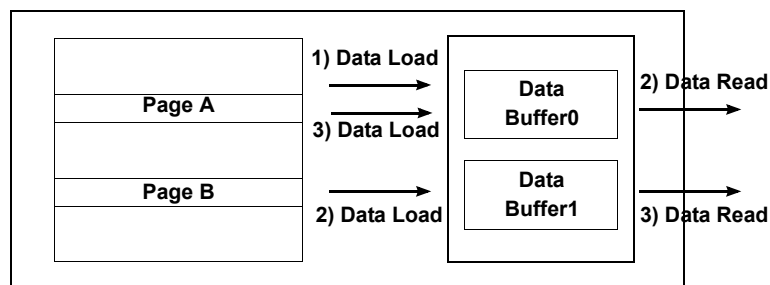 1) Data Load
Page A
3) Data Load
Data
Buffer0
2) Data Read
Page B
2) Data Load
Data
Buffer1
3) Data Read